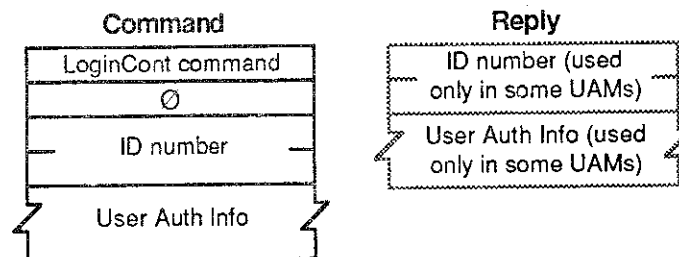 Command
LoginCont command
Ø
ID number
User Auth Info
Reply
ID number (used
only in some UAMs)
User Auth Info (used
only in some UAMs)